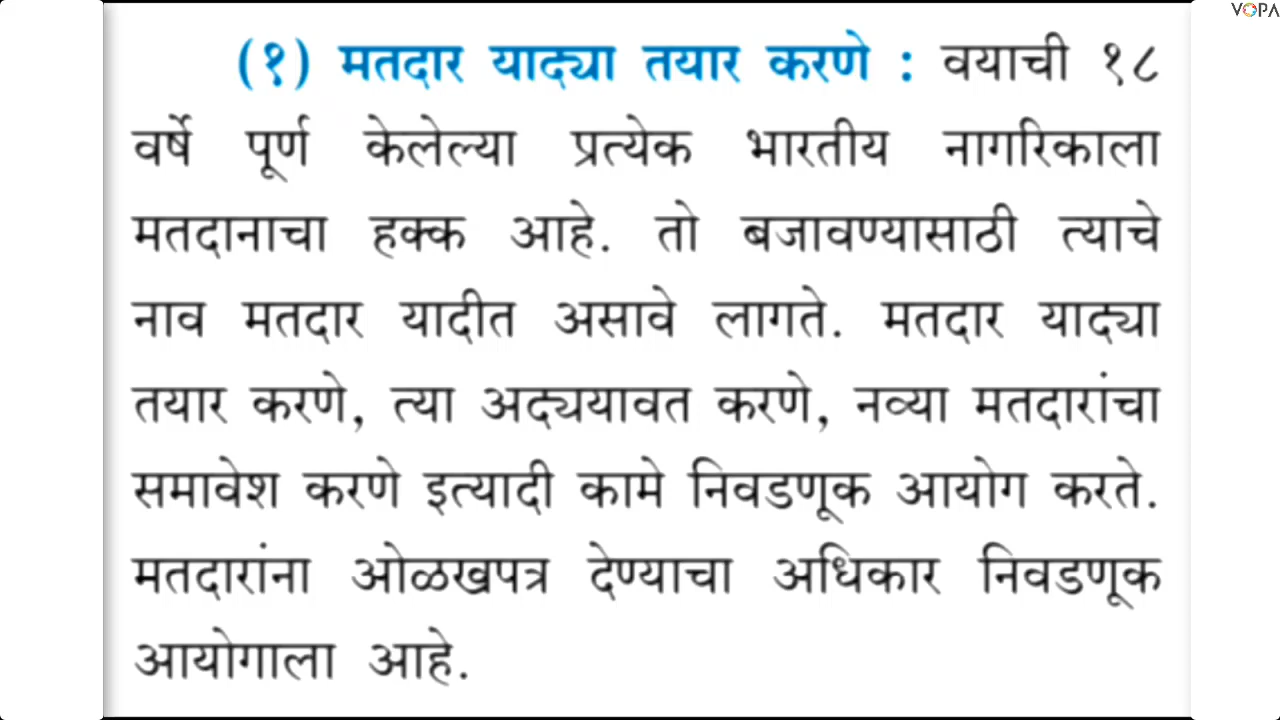 VOPA
(१) मतदार याद्या तयार करणे : वयाची १८
वर्षे पूर्ण केलेल्या प्रत्येक भारतीय नागरिकाला
मतदानाचा हक्क आहे. तो बजावण्यासाठी त्याचे
नाव मतदार यादीत असावे लागते. मतदार याद्या
तयार करणे, त्या अद्ययावत करणे, नव्या मतदारांचा
समावेश करणे इत्यादी कामे निवडणूक आयोग करते.
मतदारांना ओळखपत्र देण्याचा अधिकार निवडणूक
आयोगाला आहे.